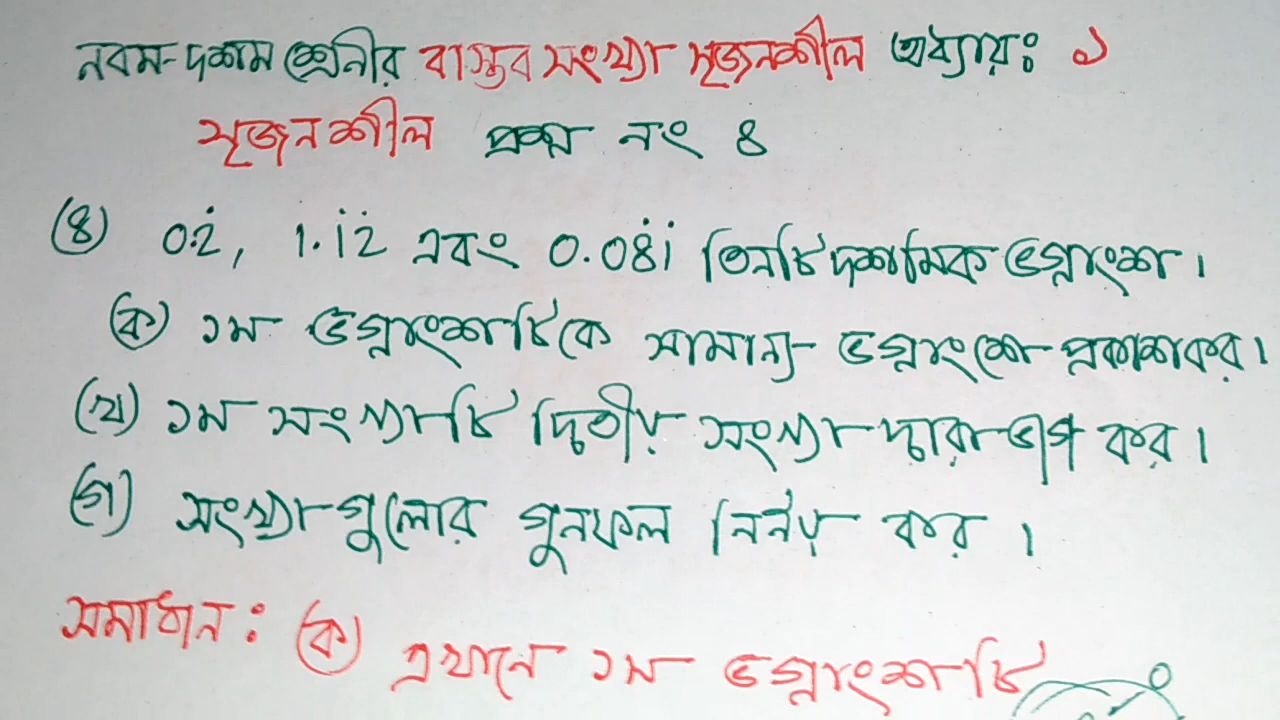 নবম-দশম শ্রেনীর বাস্তব সংখ্যা সৃজনশীল অধ্যায়ঃ ১
সৃজনশীল প্রশ্ন নং ৪
(৪) 0.2̇, 1.1̇2̇ এবং 0.08̇1̇ তিনটি দশমিক ভগ্নাংশ।
(ক) ১ম ভগ্নাংশটিকে সামান্য ভগ্নাংশে প্রকাশ কর।
(খ) ১ম সংখ্যাটি দ্বিতীয় সংখ্যা দ্বারা ভাগ কর।
(গ) সংখ্যাগুলোর গুনফল নির্নয় কর।
সমাধান: (ক) এখানে ১ম ভগ্নাংশটি